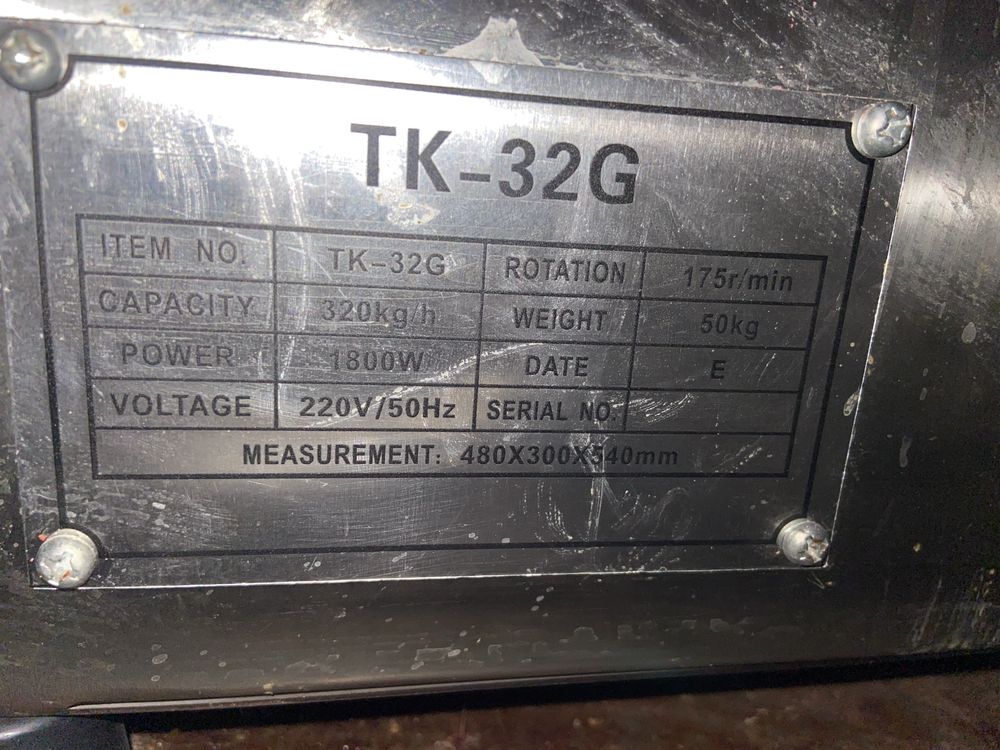 TK-32G
ITEM NO. TK-32G ROTATION 175r/min
CAPACITY 320kg/h WEIGHT 50kg
POWER 1800W DATE E
VOLTAGE 220V/50Hz SERIAL NO.
MEASUREMENT: 480X300X540mm